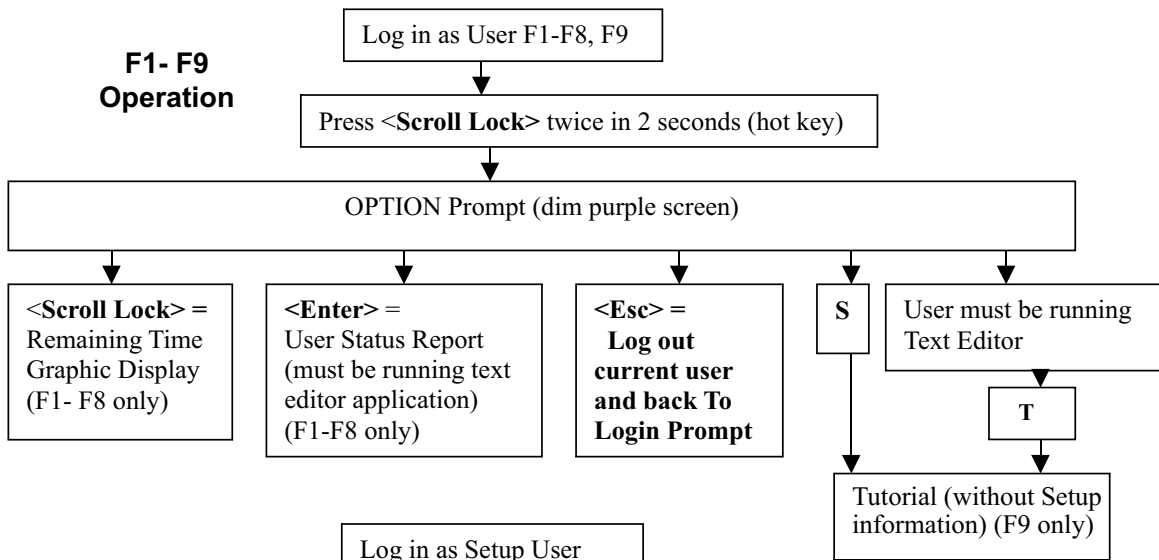 Log in as User F1-F8, F9
F1- F9
Operation
Press <Scroll Lock> twice in 2 seconds (hot key)
OPTION Prompt (dim purple screen)
<Scroll Lock> =
Remaining Time
Graphic Display
(F1- F8 only)
<Enter> =
User Status Report
(must be running text
editor application)
(F1-F8 only)
<Esc> =
Log out
current user
and back To
Login Prompt
S
User must be running
Text Editor
T
Tutorial (without Setup
information) (F9 only)
Log in as Setup User